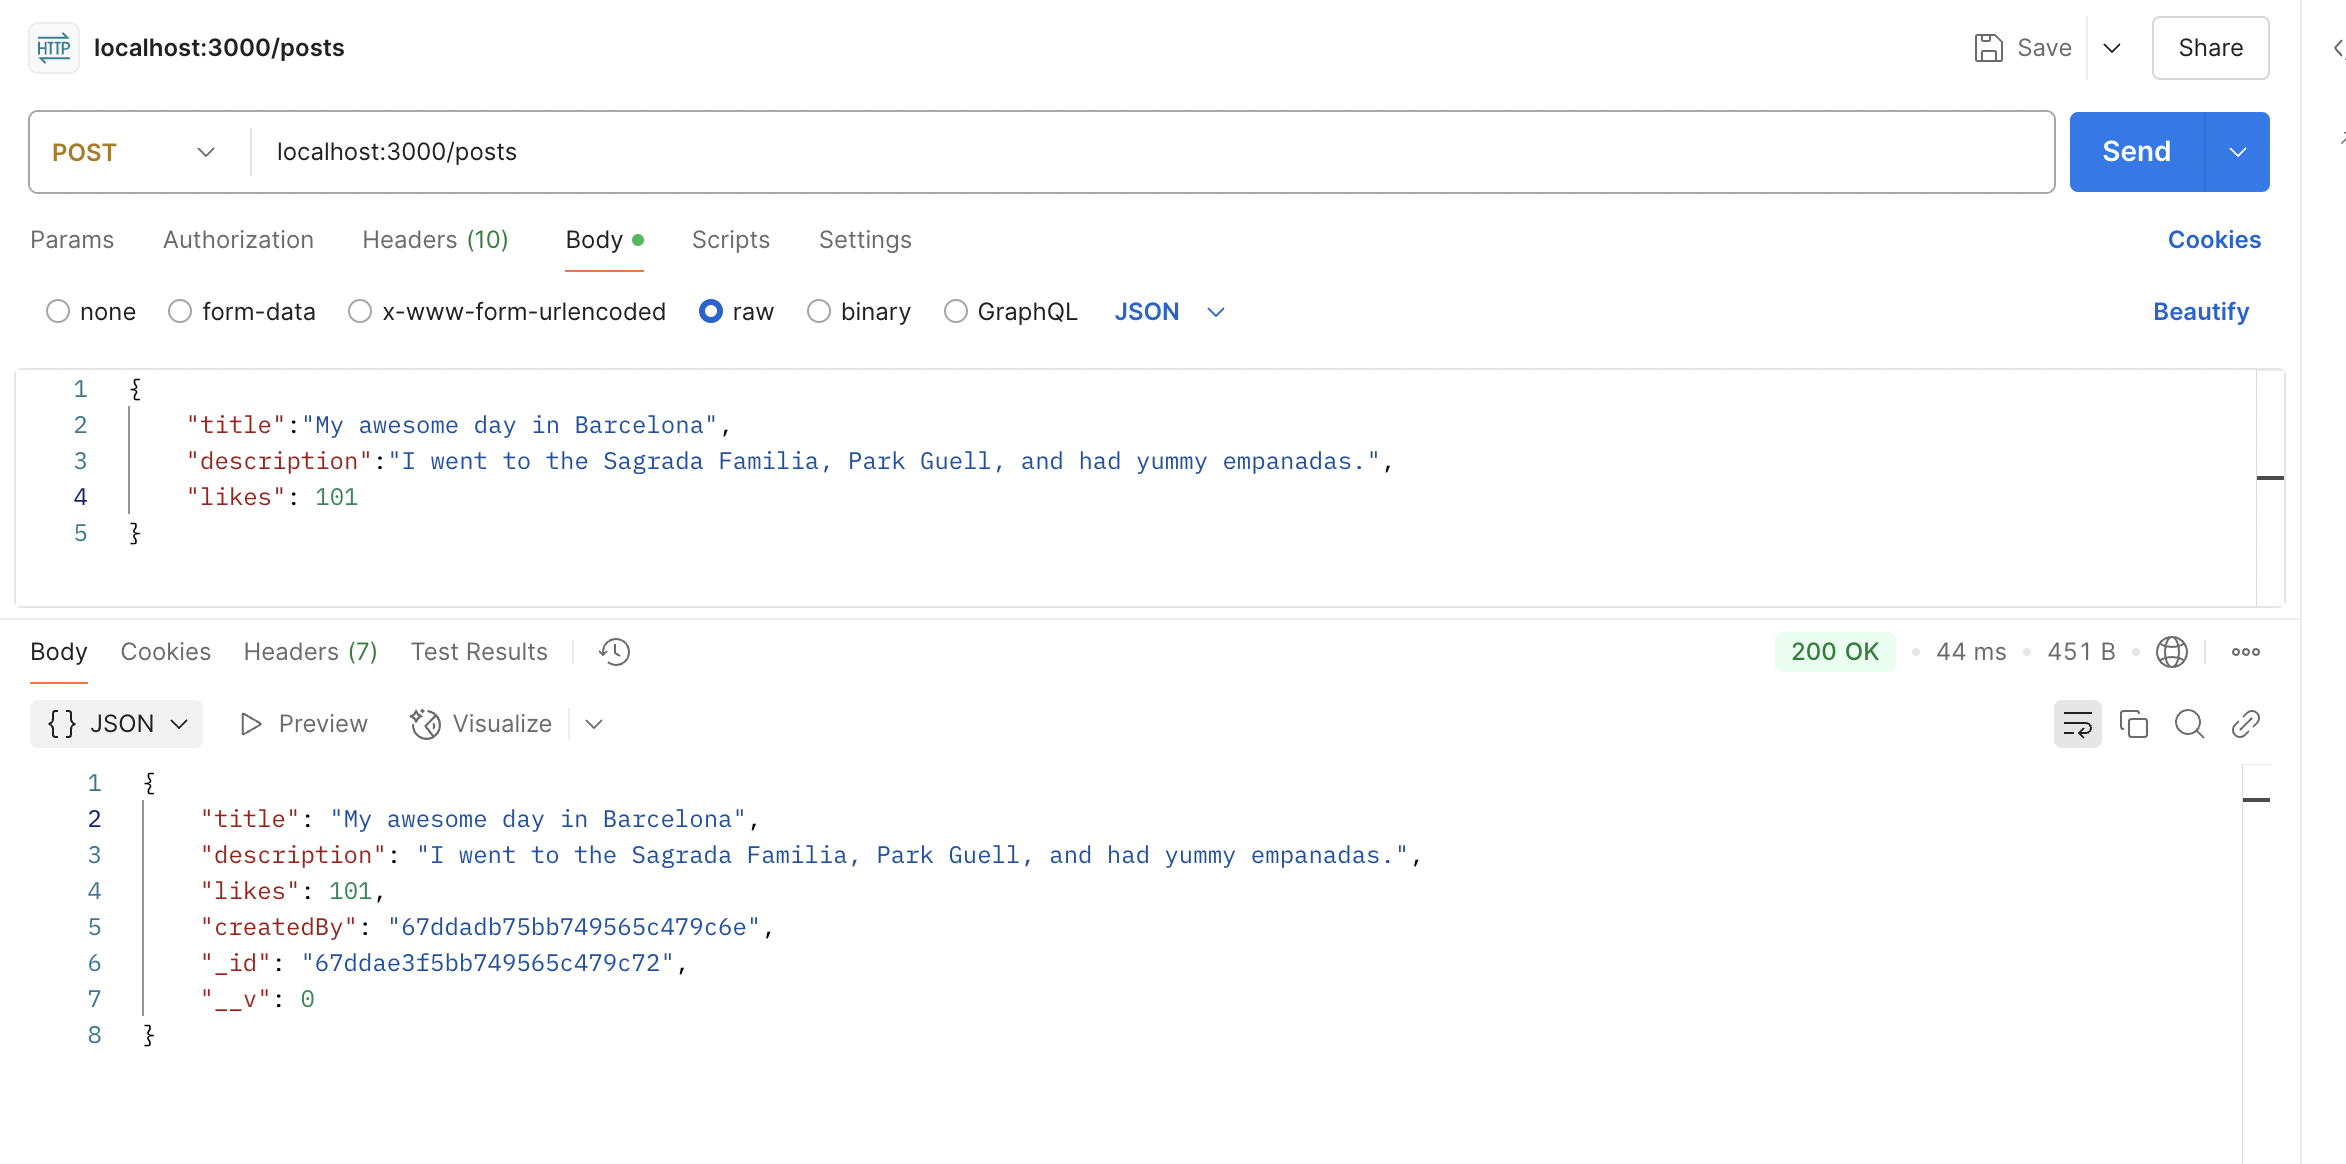 HTTP localhost:3000/posts Save Share
POST localhost:3000/posts Send
Params Authorization Headers (10) Body Scripts Settings Cookies
none form-data x-www-form-urlencoded raw binary GraphQL JSON Beautify
1 {
2 "title":"My awesome day in Barcelona",
3 "description":"I went to the Sagrada Familia, Park Guell, and had yummy empanadas.",
4 "likes": 101
5 }
Body Cookies Headers (7) Test Results 200 OK • 44 ms • 451 B
{} JSON Preview Visualize
1 {
2 "title": "My awesome day in Barcelona",
3 "description": "I went to the Sagrada Familia, Park Guell, and had yummy empanadas.",
4 "likes": 101,
5 "createdBy": "67ddadb75bb749565c479c6e",
6 "_id": "67ddae3f5bb749565c479c72",
7 "__v": 0
8 }